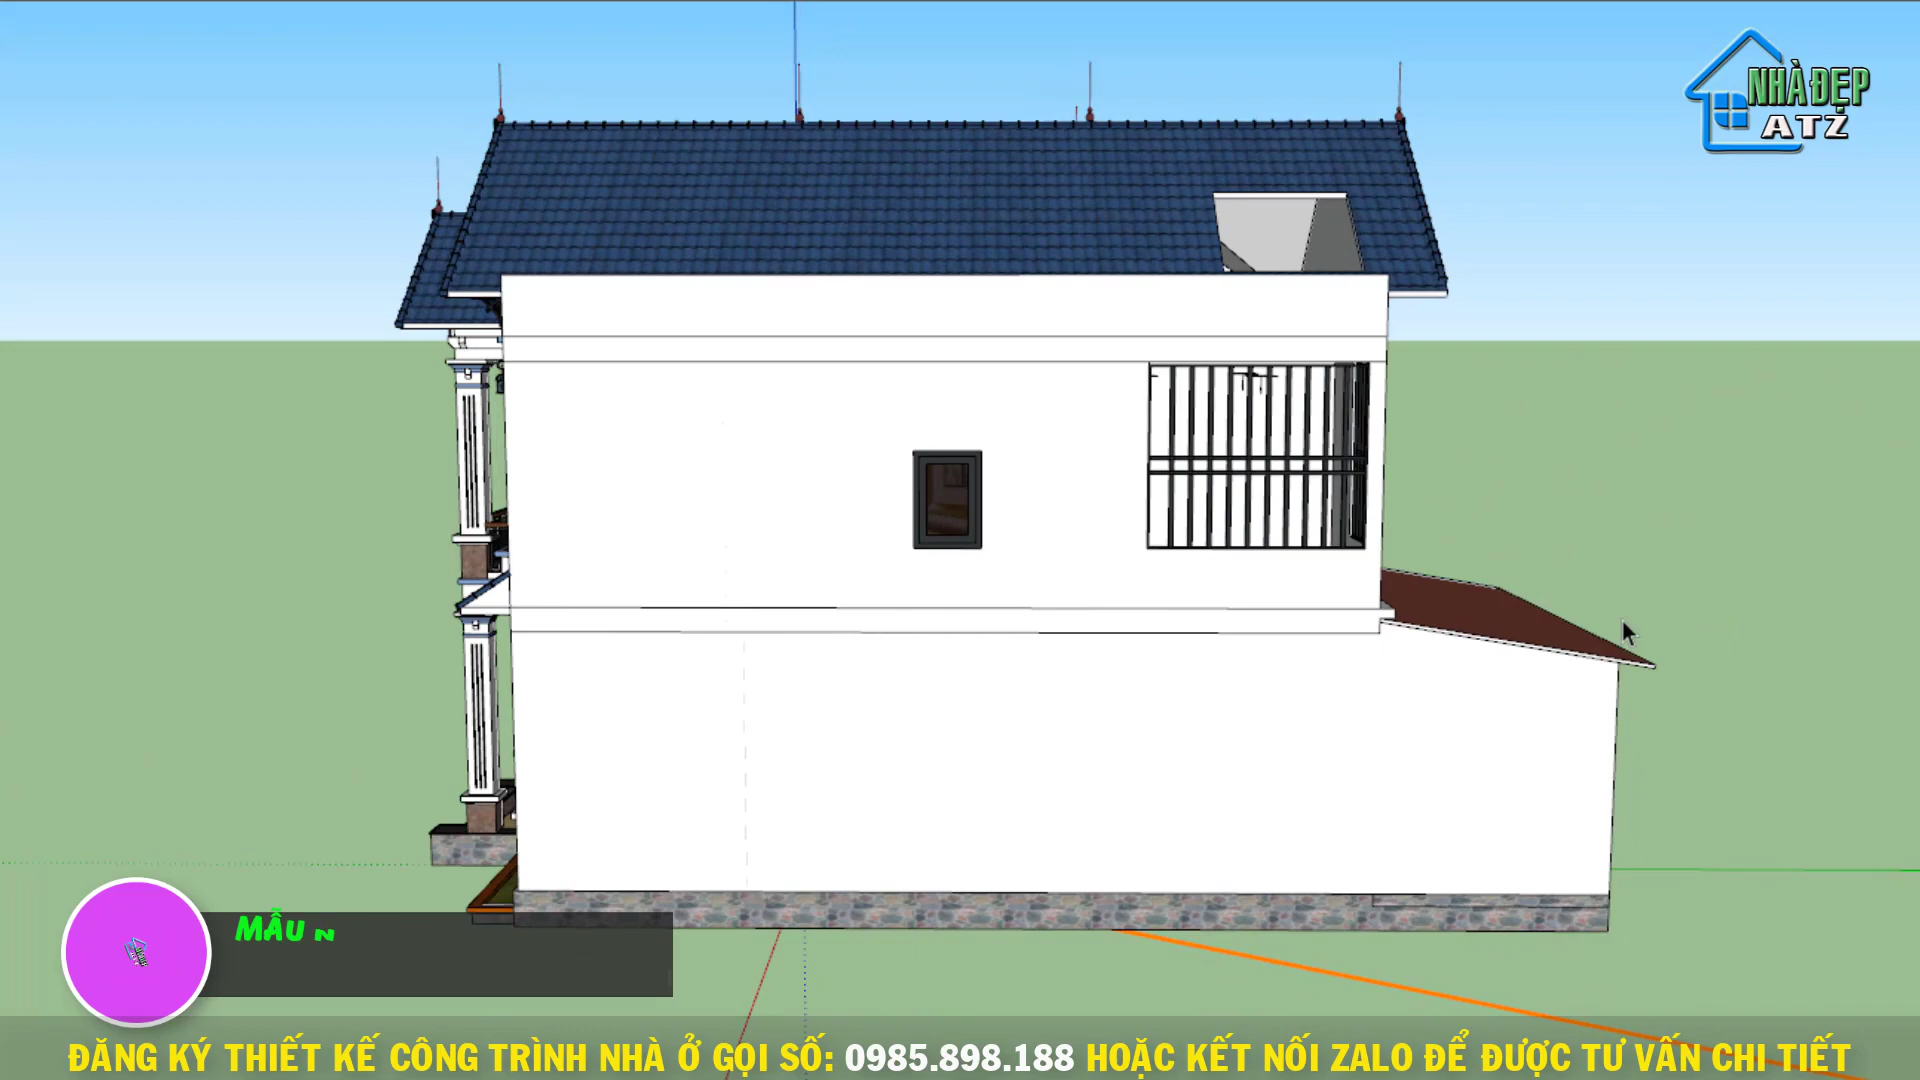 NHÀ ĐẸP
ATZ
MẪU N
ĐĂNG KÝ THIẾT KẾ CÔNG TRÌNH NHÀ Ở GỌI SỐ: 0985.898.188 HOẶC KẾT NỐI ZALO ĐỂ ĐƯỢC TƯ VẤN CHI TIẾT